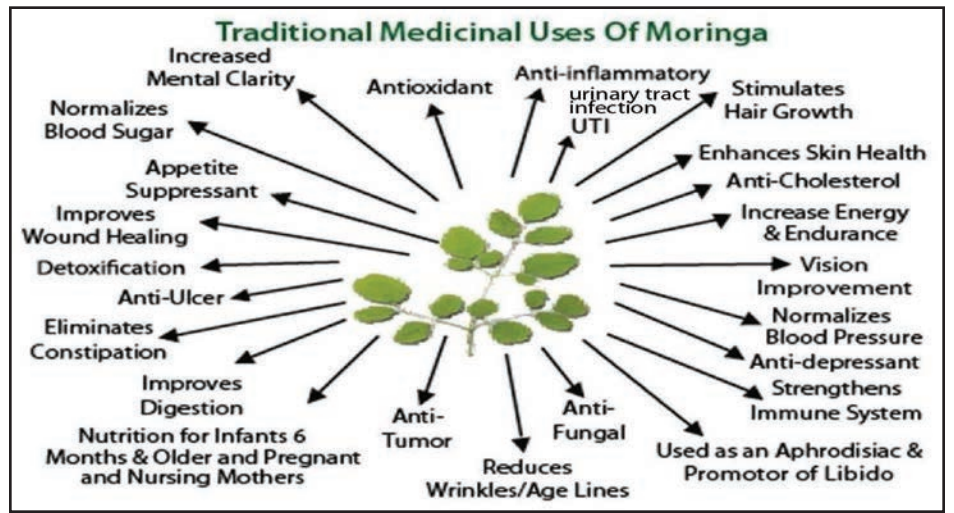 Traditional Medicinal Uses Of Moringa
Increased
Mental Clarity
Antioxidant
Anti-inflammatory
urinary tract
infection
UTI
Stimulates
Hair Growth
Normalizes
Blood Sugar
Enhances Skin Health
Appetite
Suppressant
Anti-Cholesterol
Improves
Wound Healing
Increase Energy
& Endurance
Detoxification
Vision
Improvement
Anti-Ulcer
Normalizes
Blood Pressure
Eliminates
Constipation
Anti-depressant
Improves
Digestion
Strengthens
Immune System
Nutrition for Infants 6
Months & Older and Pregnant
and Nursing Mothers
Anti-
Tumor
Reduces
Wrinkles/Age Lines
Anti-
Fungal
Used as an Aphrodisiac &
Promotor of Libido